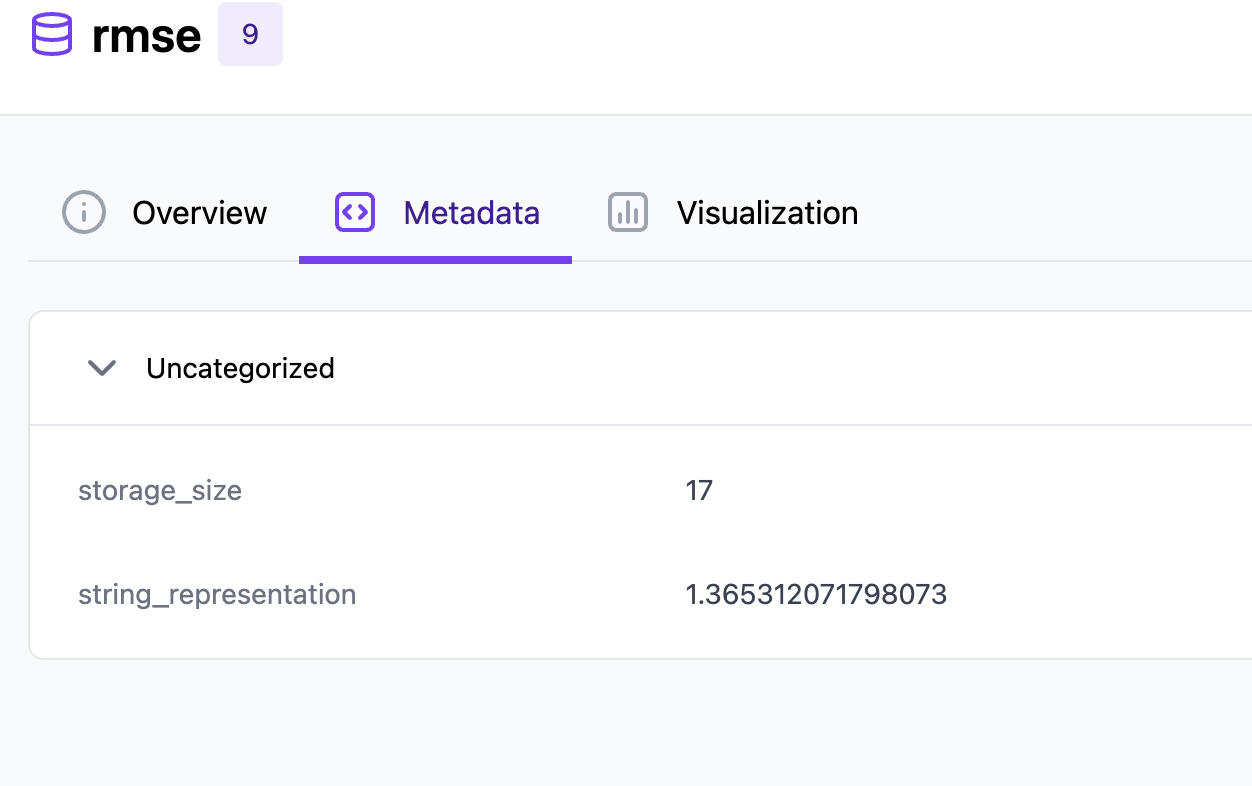 rmse 9
Overview Metadata Visualization
Uncategorized
storage_size 17
string_representation 1.365312071798073